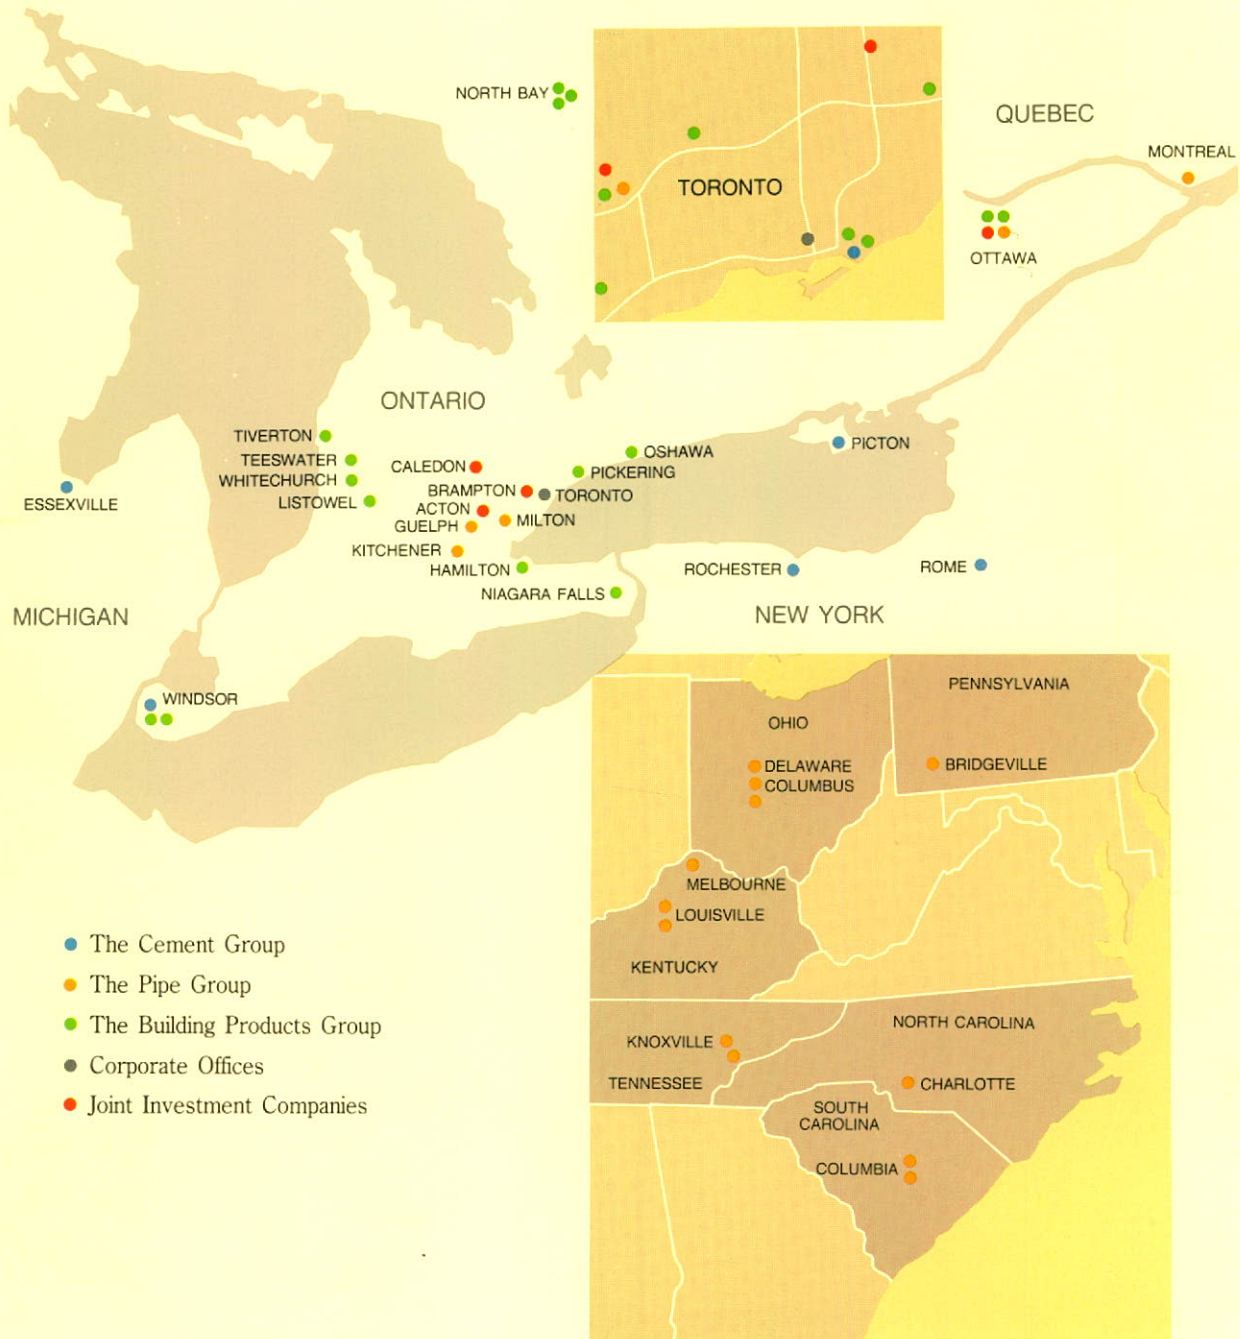 NORTH BAY
QUEBEC
MONTREAL
TORONTO
OTTAWA
ONTARIO
TIVERTON
TEESWATER
WHITECHURCH
LISTOWEL
CALEDON
BRAMPTON
ACTON
GUELPH
KITCHENER
HAMILTON
NIAGARA FALLS
OSHAWA
PICKERING
TORONTO
MILTON
PICTON
ESSEXVILLE
ROCHESTER
ROME
MICHIGAN
NEW YORK
WINDSOR
PENNSYLVANIA
OHIO
DELAWARE
COLUMBUS
BRIDGEVILLE
MELBOURNE
LOUISVILLE
KENTUCKY
NORTH CAROLINA
KNOXVILLE
TENNESSEE
CHARLOTTE
SOUTH
CAROLINA
COLUMBIA
The Cement Group
The Pipe Group
The Building Products Group
Corporate Offices
Joint Investment Companies